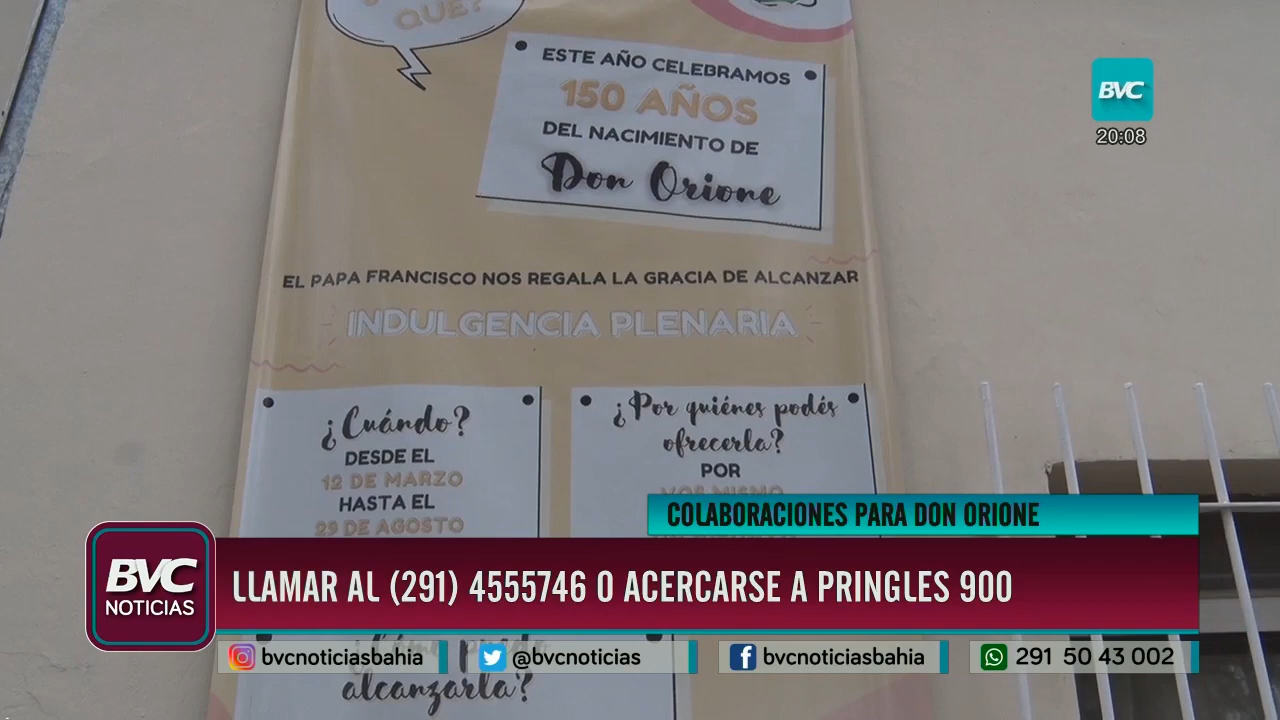 QUÉ?
ESTE AÑO CELEBRAMOS
150 AÑOS
DEL NACIMIENTO DE
Don Orione
EL PAPA FRANCISCO NOS REGALA LA GRACIA DE ALCANZAR
INDULGENCIA PLENARIA
¿Cuándo?
DESDE EL
12 DE MARZO
HASTA EL
29 DE AGOSTO
¿Por quiénes podés
ofrecerla?
POR
VOS MISMO
alcanzarla?
BVC
20:08
COLABORACIONES PARA DON ORIONE
BVC
NOTICIAS
LLAMAR AL (291) 4555746 O ACERCARSE A PRINGLES 900
bvcnoticiasbahia
@bvcnoticias
bvcnoticiasbahia
291 50 43 002